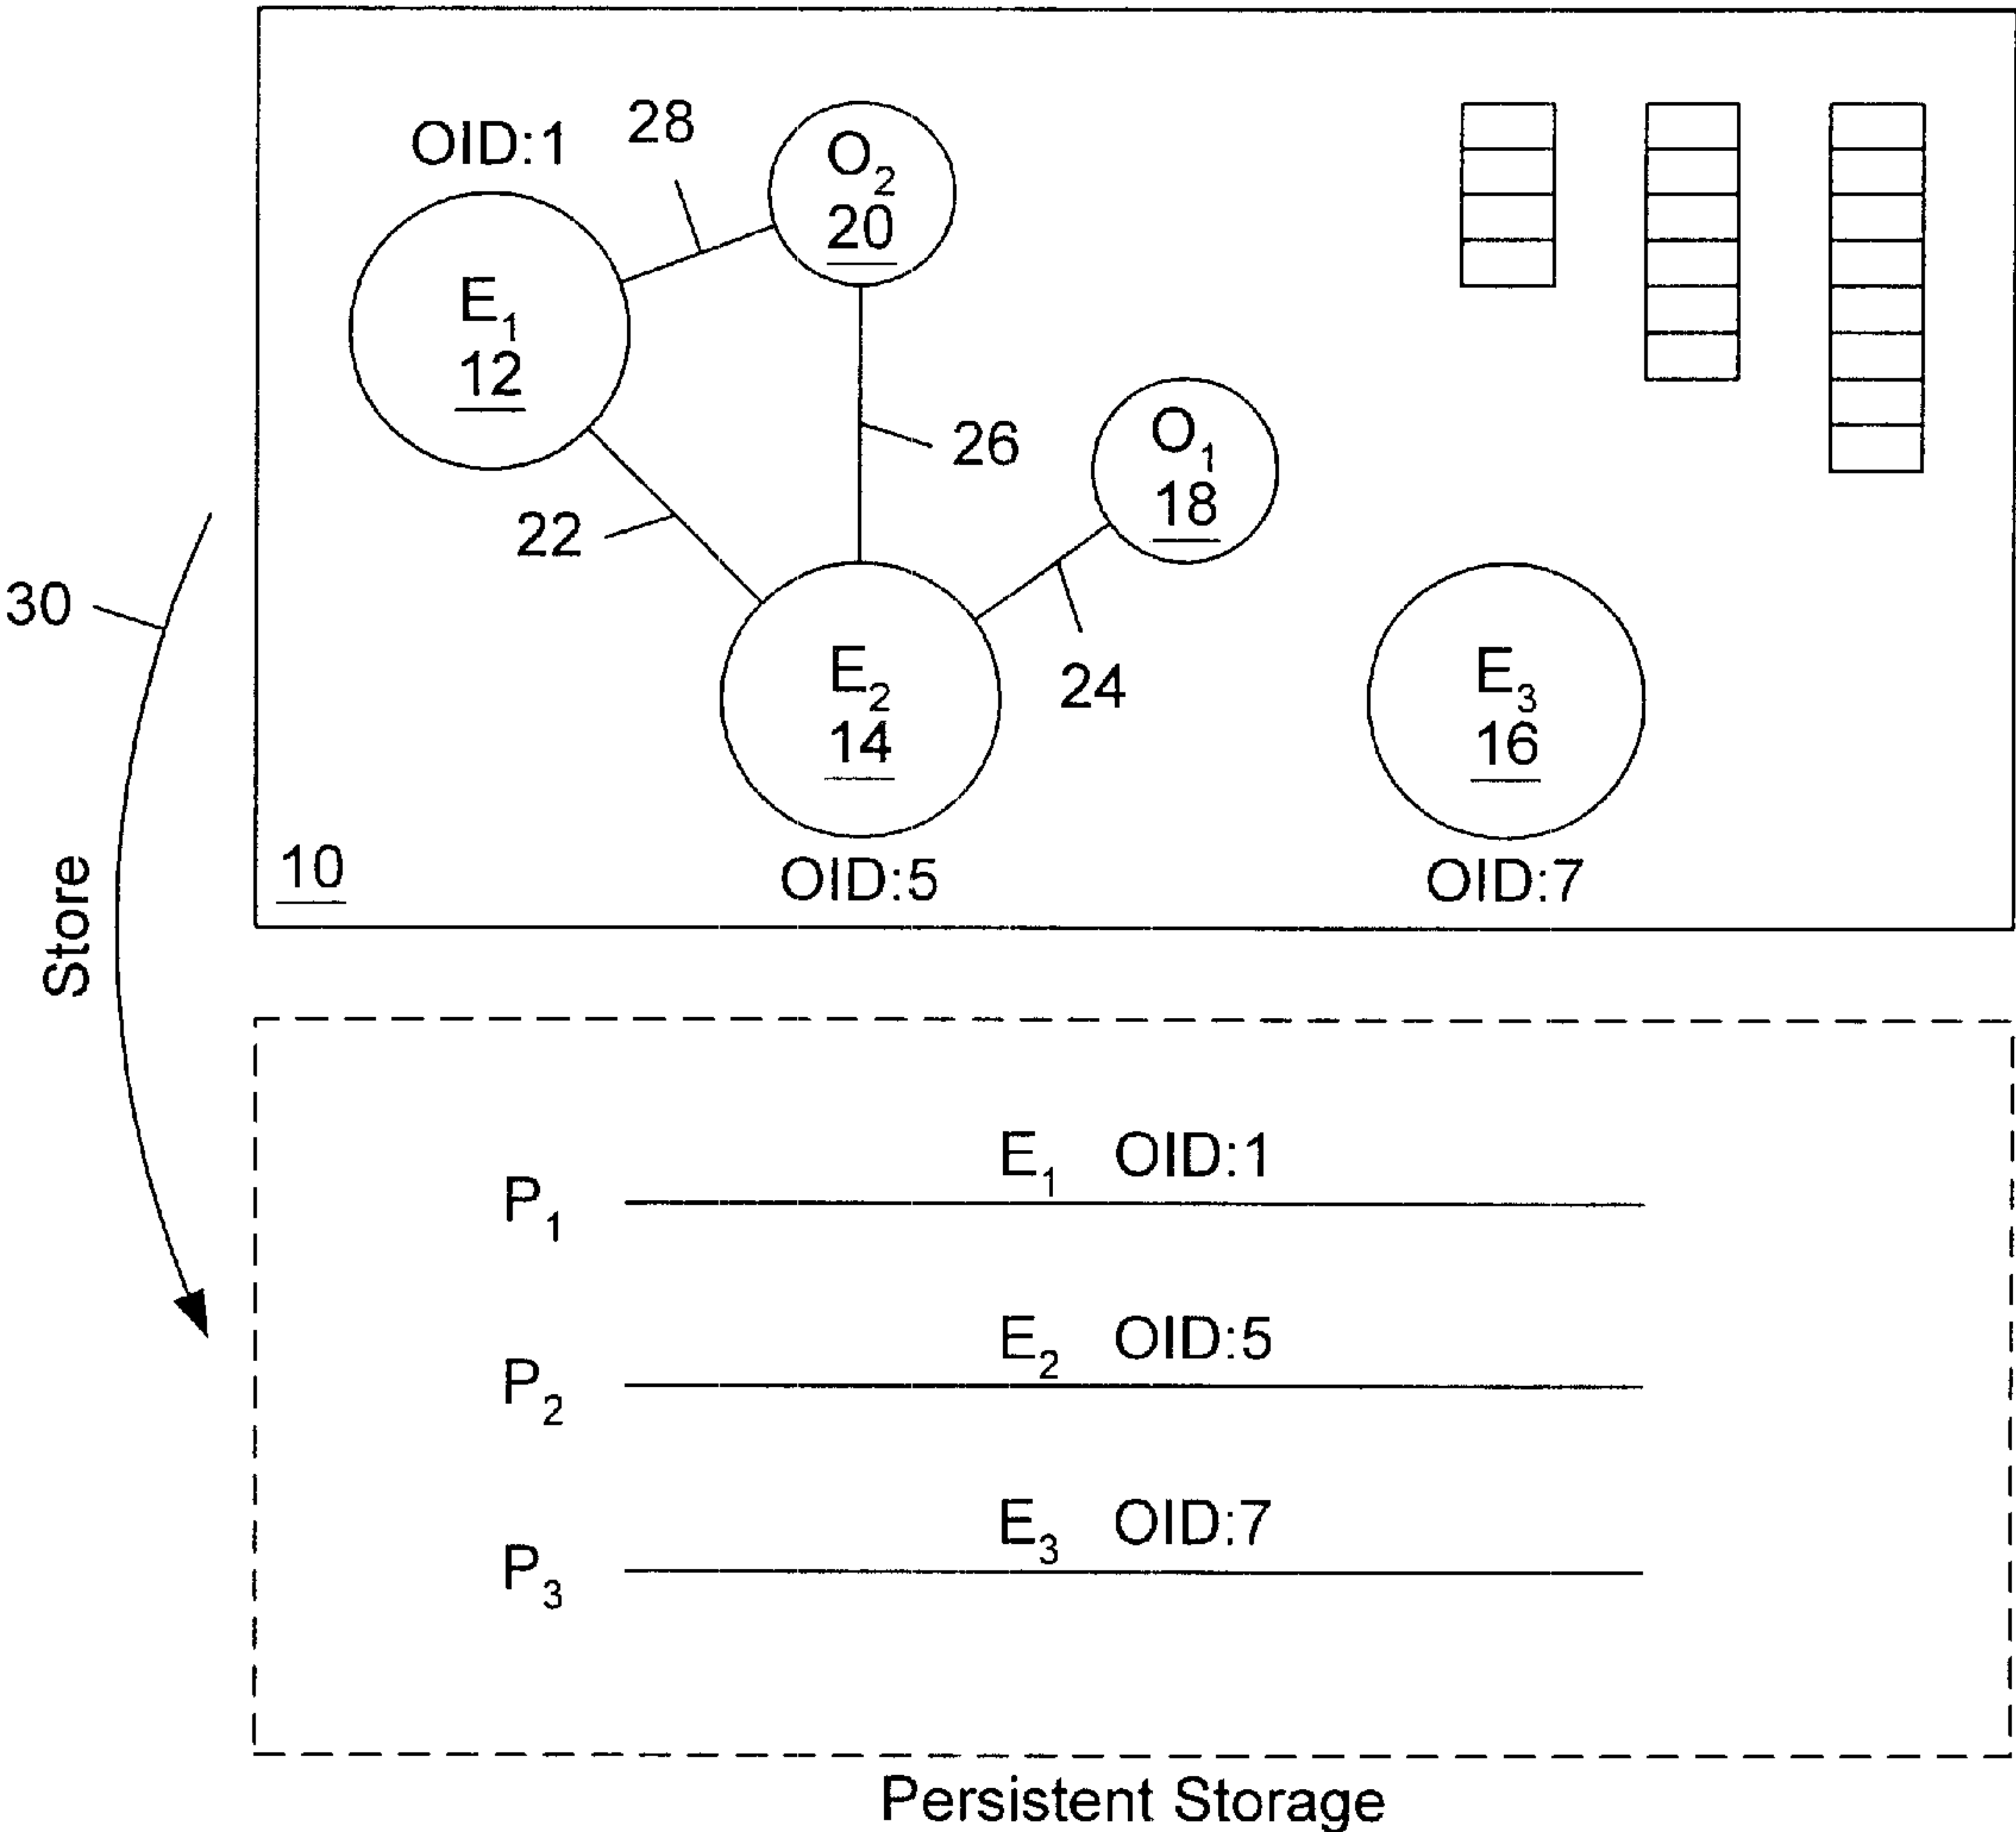 OID:1
28
O₂
20
E₁
12
26
O₁
18
22
30
E₂
14
24
E₃
16
10
OID:5
OID:7
Store
E₁ OID:1
P₁
E₂ OID:5
P₂
E₃ OID:7
P₃
Persistent Storage